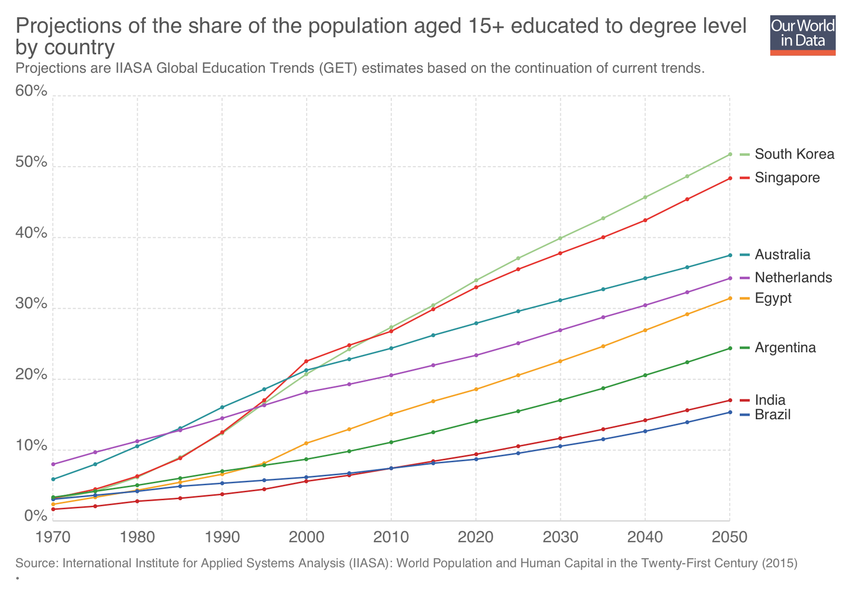 Projections of the share of the population aged 15+ educated to degree level
by country
Our World
in Data
Projections are IIASA Global Education Trends (GET) estimates based on the continuation of current trends.
60%
50%
40%
30%
20%
10%
0%
South Korea
Singapore
Australia
Netherlands
Egypt
Argentina
India
Brazil
1970
1980
1990
2000
2010
2020
2030
2040
2050
Source: International Institute for Applied Systems Analysis (IIASA): World Population and Human Capital in the Twenty-First Century (2015)
•